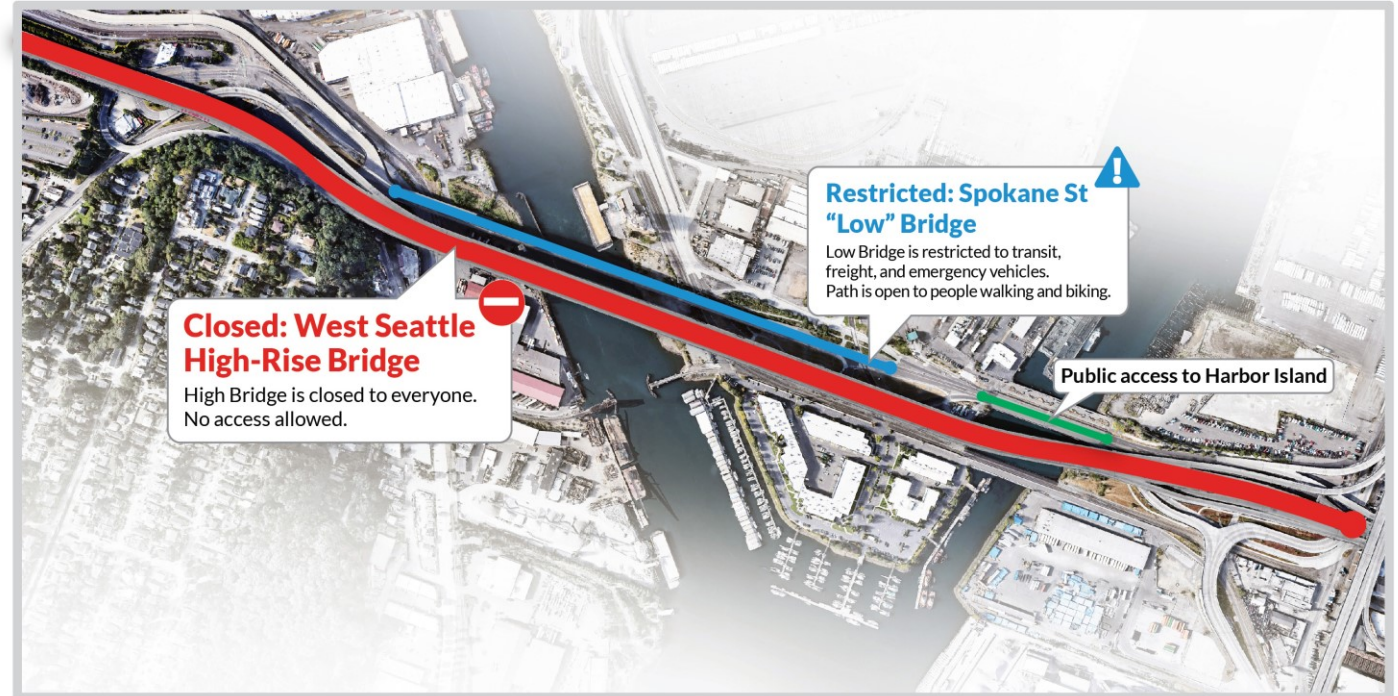 Closed: West Seattle
High-Rise Bridge
High Bridge is closed to everyone.
No access allowed.
Restricted: Spokane St
“Low” Bridge
Low Bridge is restricted to transit,
freight, and emergency vehicles.
Path is open to people walking and biking.
Public access to Harbor Island